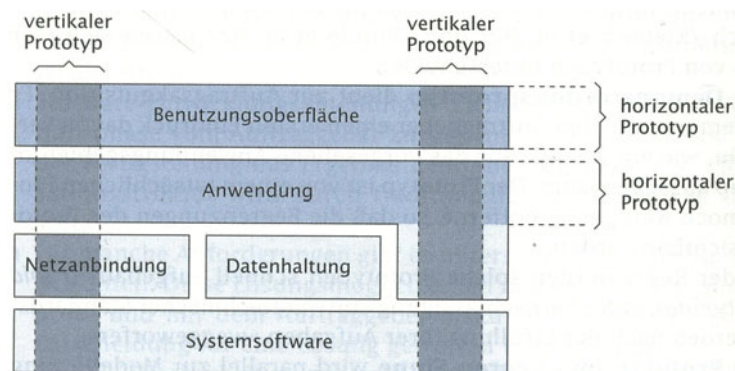 vertikaler
Prototyp
vertikaler
Prototyp
Benutzungsoberfläche
horizontaler
Prototyp
Anwendung
horizontaler
Prototyp
Netzanbindung
Datenhaltung
Systemsoftware